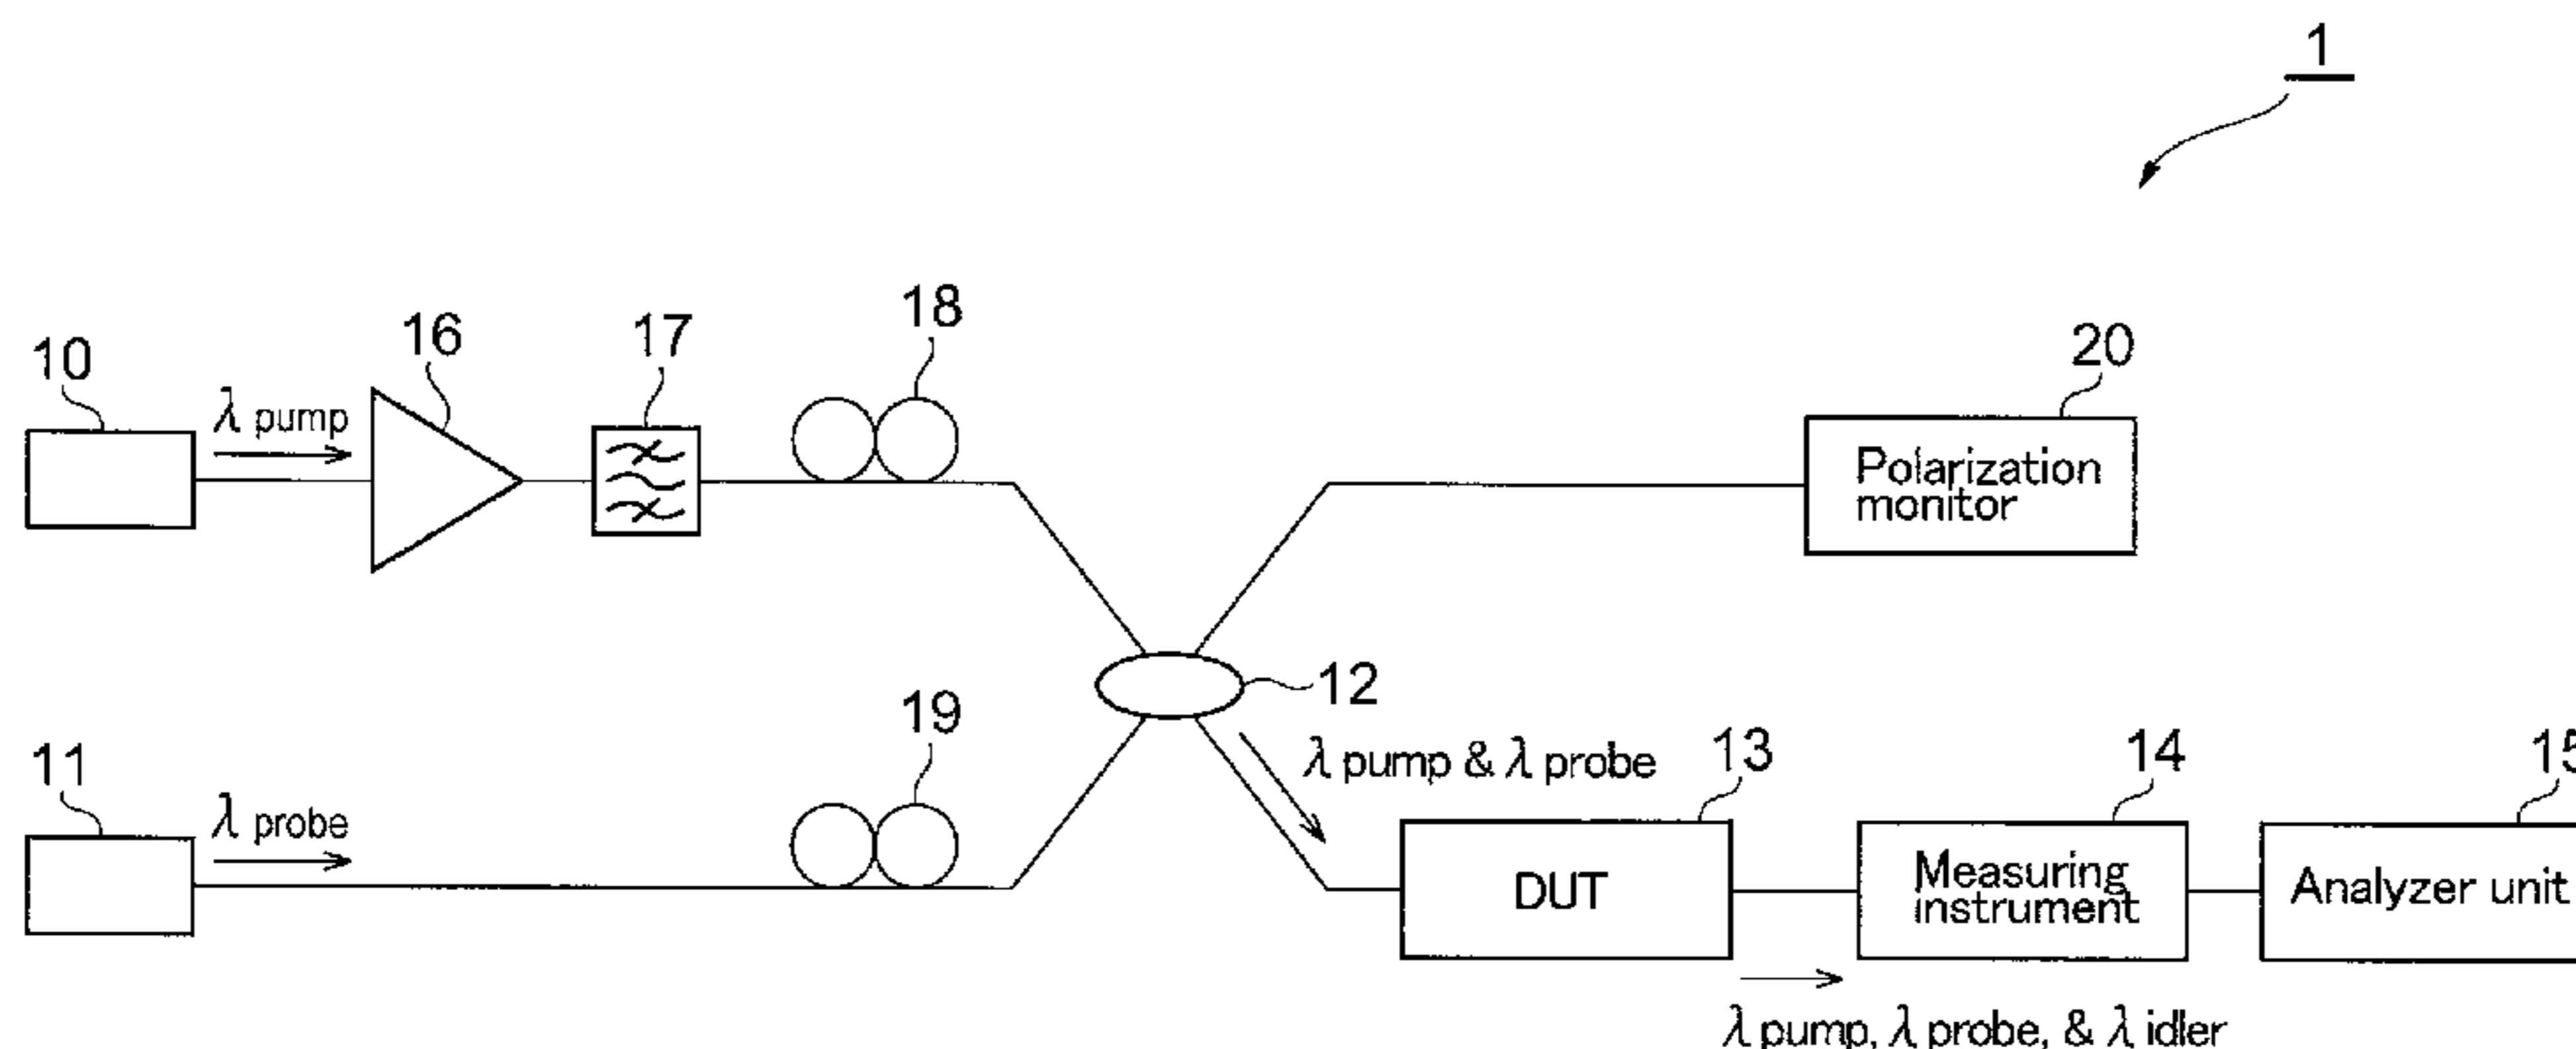 1
18
16
17
20
10
λ pump
Polarization
monitor
12
19
λ pump & λ probe
13
14
15
11
λ probe
DUT
Measuring
instrument
Analyzer unit
λ pump, λ probe, & λ idler